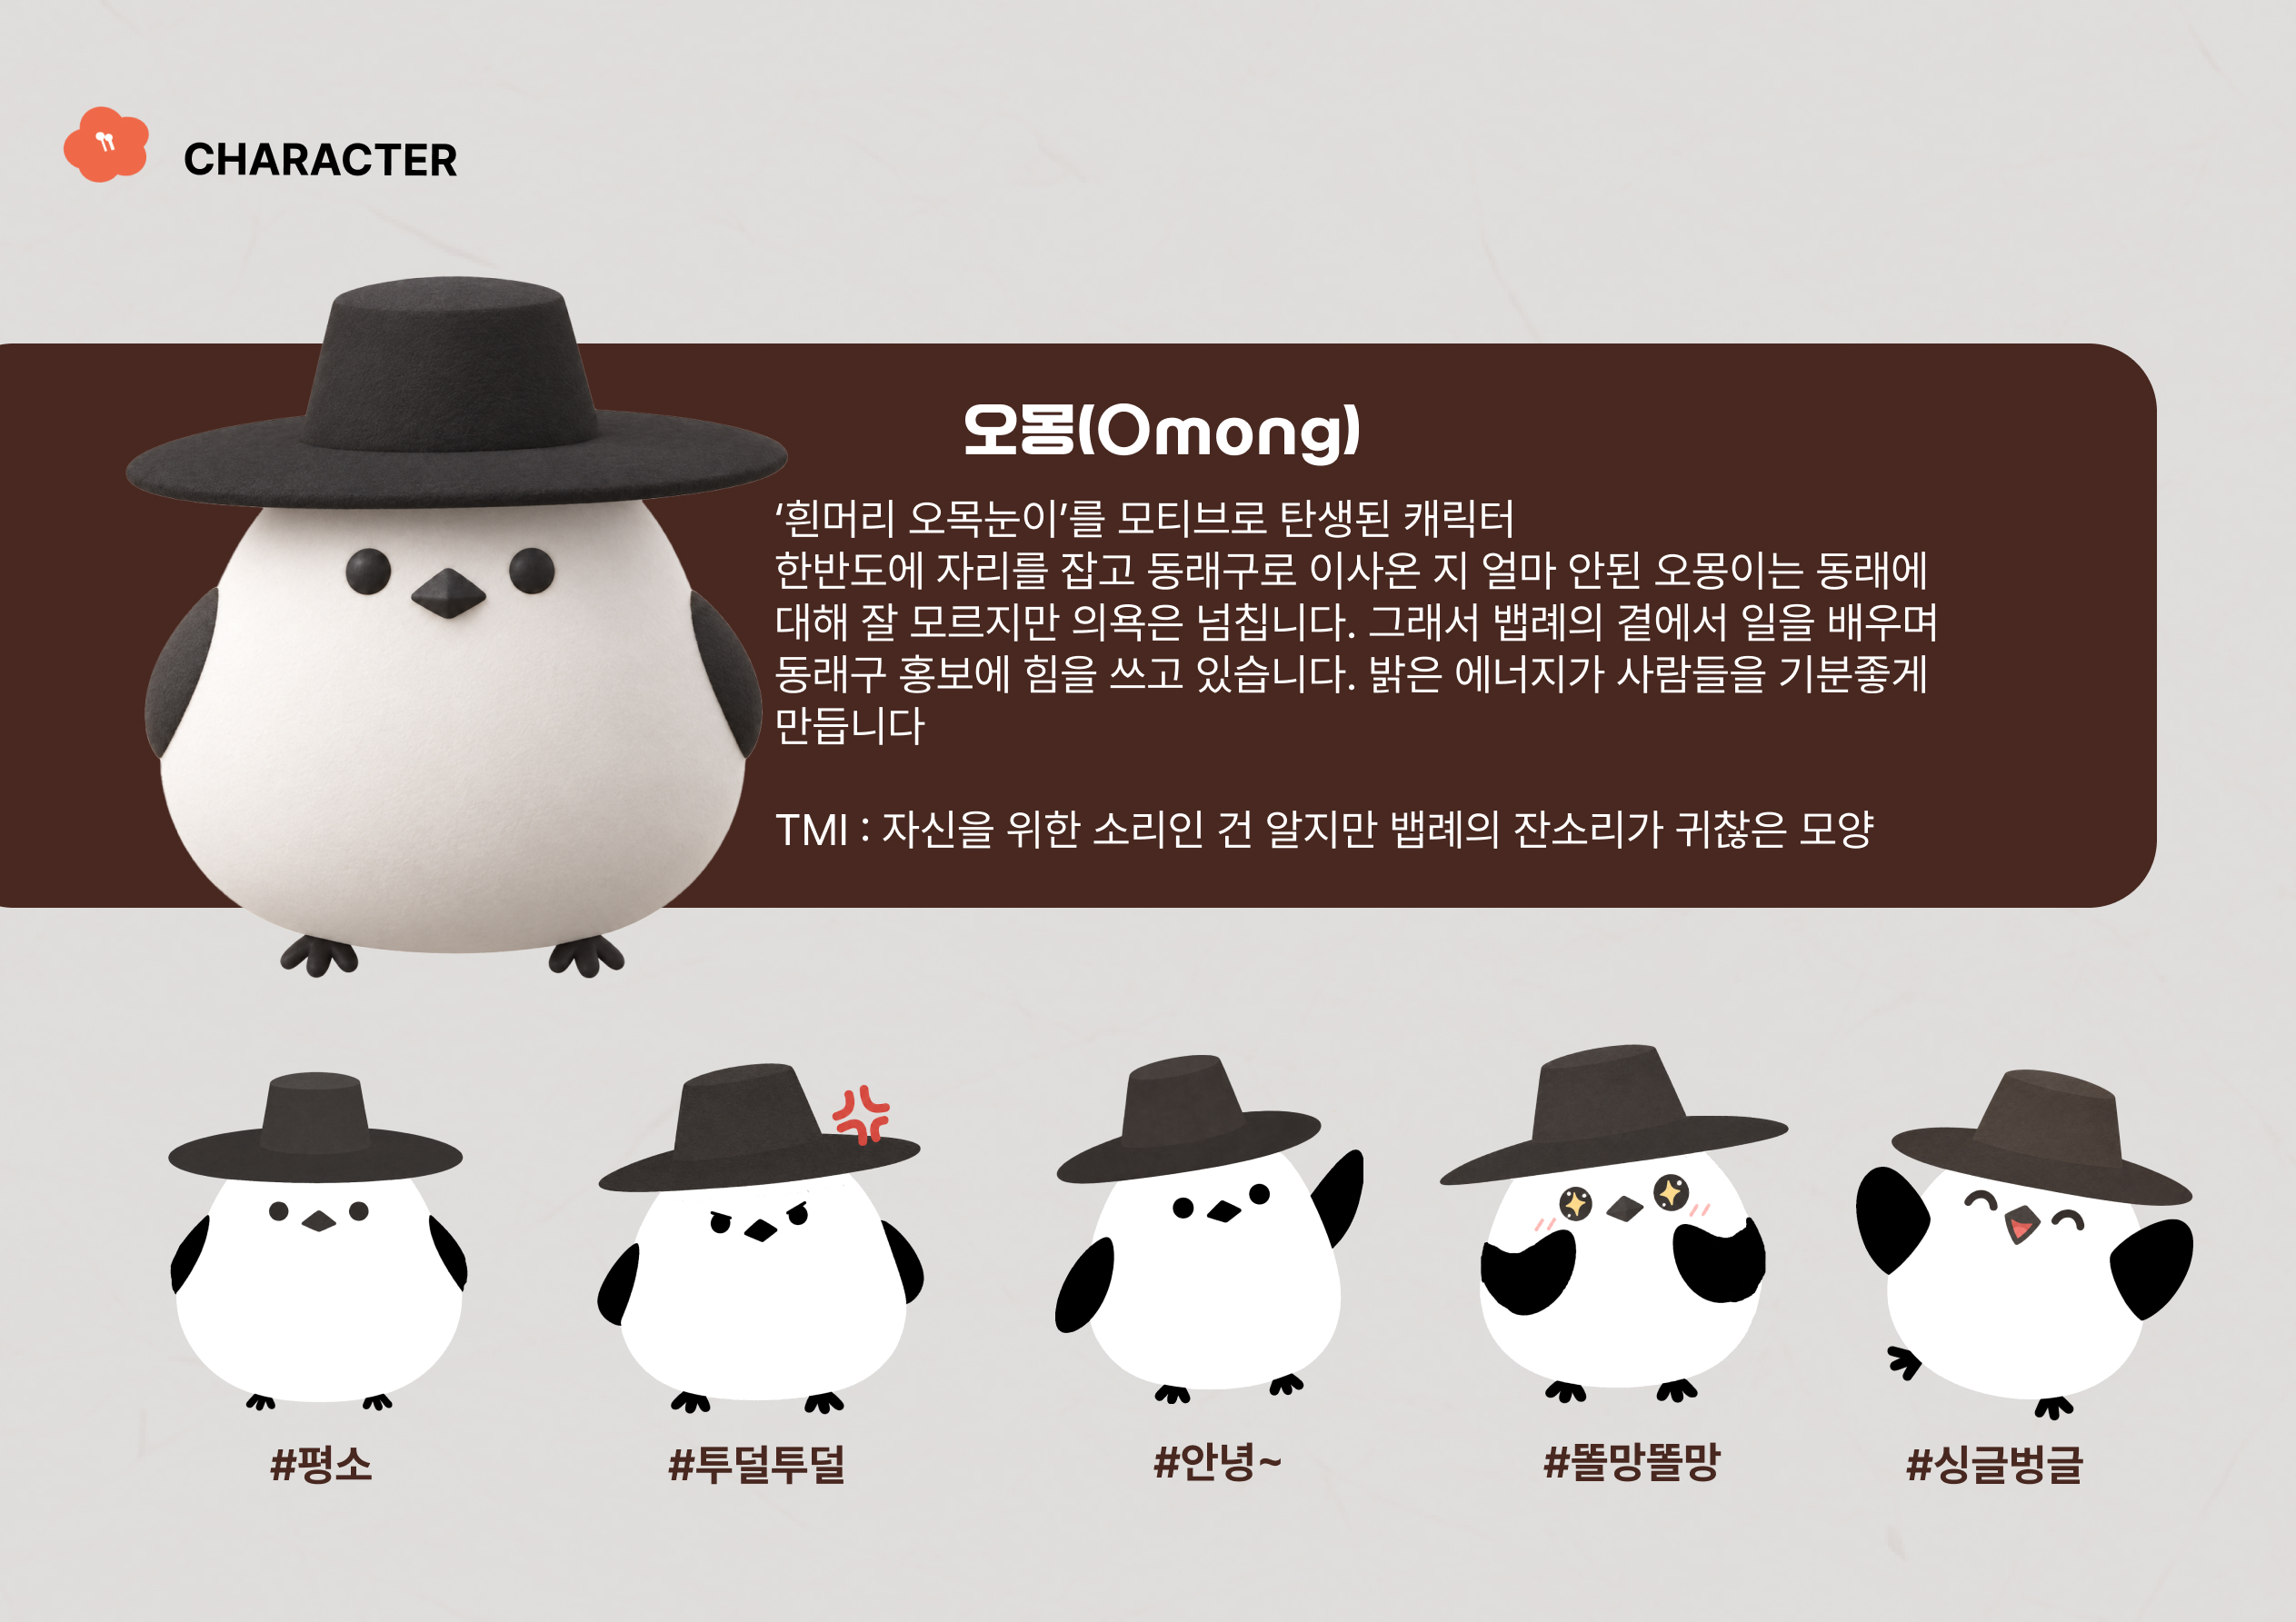 CHARACTER
오몽(Omong)
‘흰머리 오목눈이’를 모티브로 탄생된 캐릭터
한반도에 자리를 잡고 동래구로 이사온 지 얼마 안된 오몽이는 동래에
대해 잘 모르지만 의욕은 넘칩니다. 그래서 뱁례의 곁에서 일을 배우며
동래구 홍보에 힘을 쓰고 있습니다. 밝은 에너지가 사람들을 기분좋게
만듭니다
TMI : 자신을 위한 소리인 건 알지만 뱁례의 잔소리가 귀찮은 모양
#평소
#투덜투덜
#안녕~
#똘망똘망
#싱글벙글